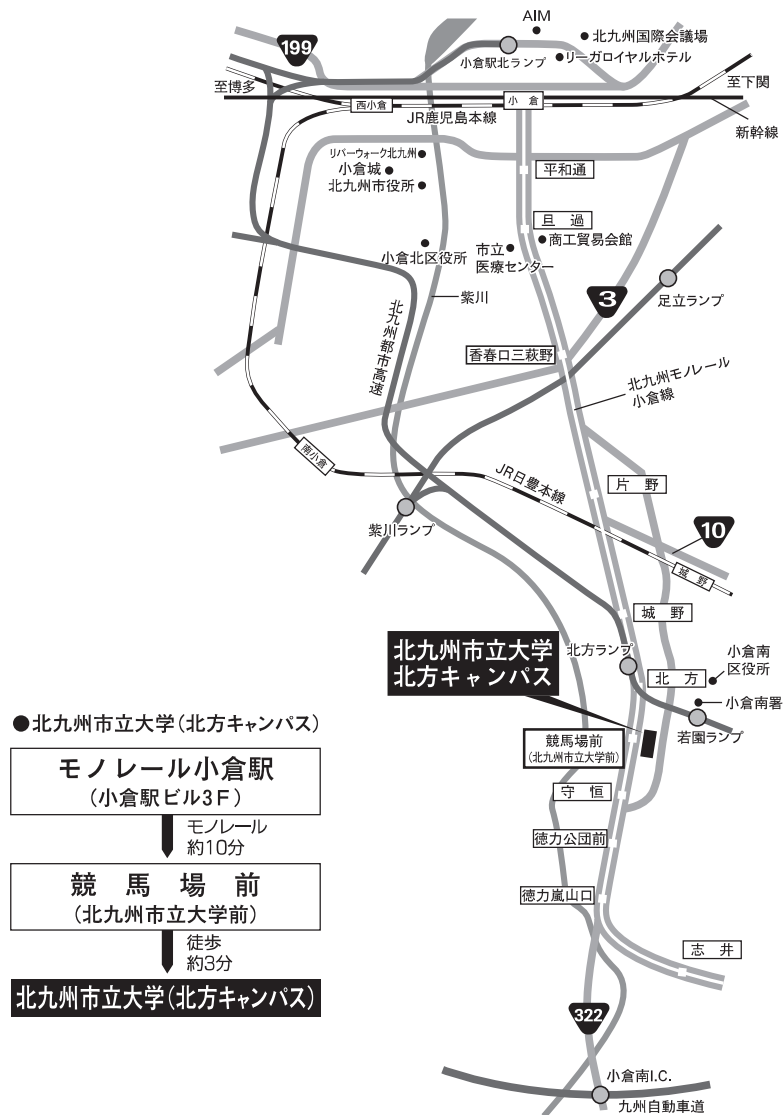 AIM
北九州国際会議場
199
小倉駅北ランプ
リーガロイヤルホテル
至博多
至下関
西小倉
小倉
JR鹿児島本線
新幹線
リバーウォーク北九州
小倉城
北九州市役所
平和通
旦過
商工貿易会館
小倉北区役所
市立
医療センター
紫川
3
足立ランプ
北九州都市高速
香春口三萩野
北九州モノレール
小倉線
南小倉
JR日豊本線
片野
紫川ランプ
10
城野
城野
北九州市立大学
北方キャンパス
北方ランプ
小倉南
区役所
北方
小倉南署
若園ランプ
競馬場前
(北九州市立大学前)
守恒
徳力公団前
徳力嵐山口
志井
322
小倉南I.C.
九州自動車道
●北九州市立大学(北方キャンパス)
モノレール小倉駅
(小倉駅ビル3F)
モノレール
約10分
競馬場前
(北九州市立大学前)
徒歩
約3分
北九州市立大学(北方キャンパス)